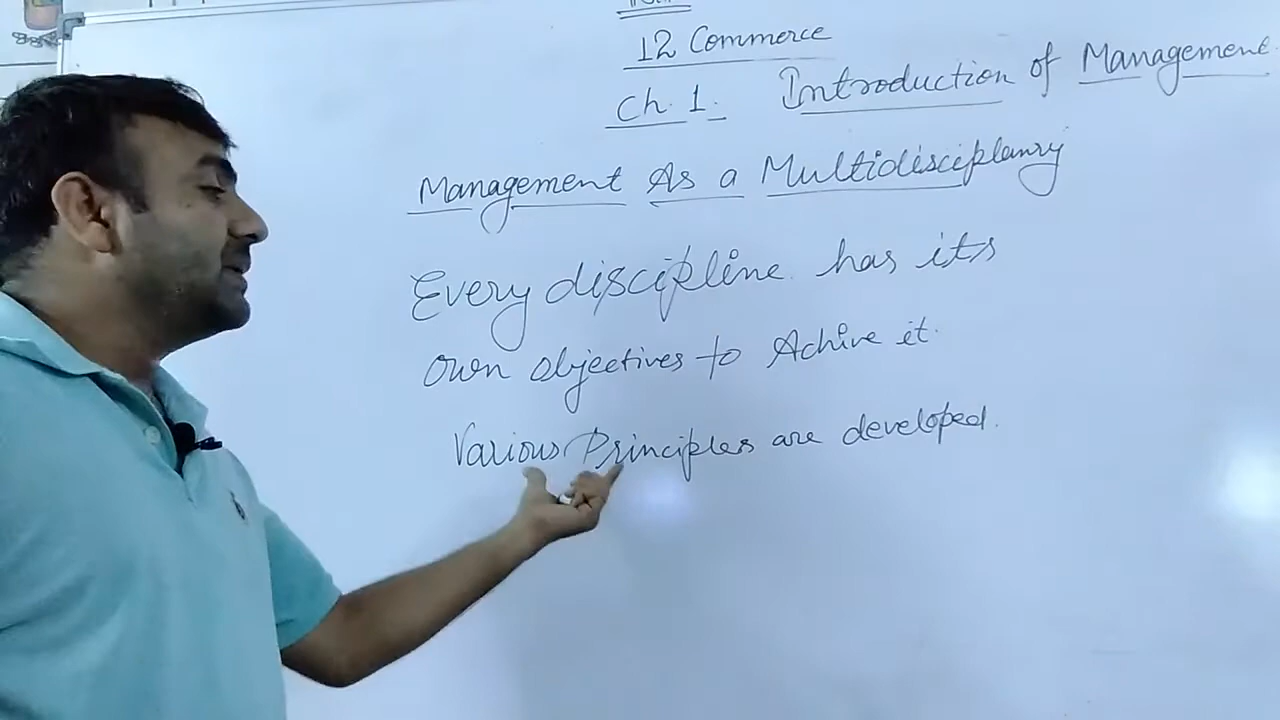 12 Commerce
Ch. 1. Introduction of Management.
Management As a Multidisciplanry
Every discipline. has its
own objectives to Achive it.
Various Principles are developed.